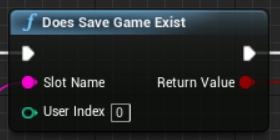 f Does Save Game Exist
Slot Name Return Value
User Index 0